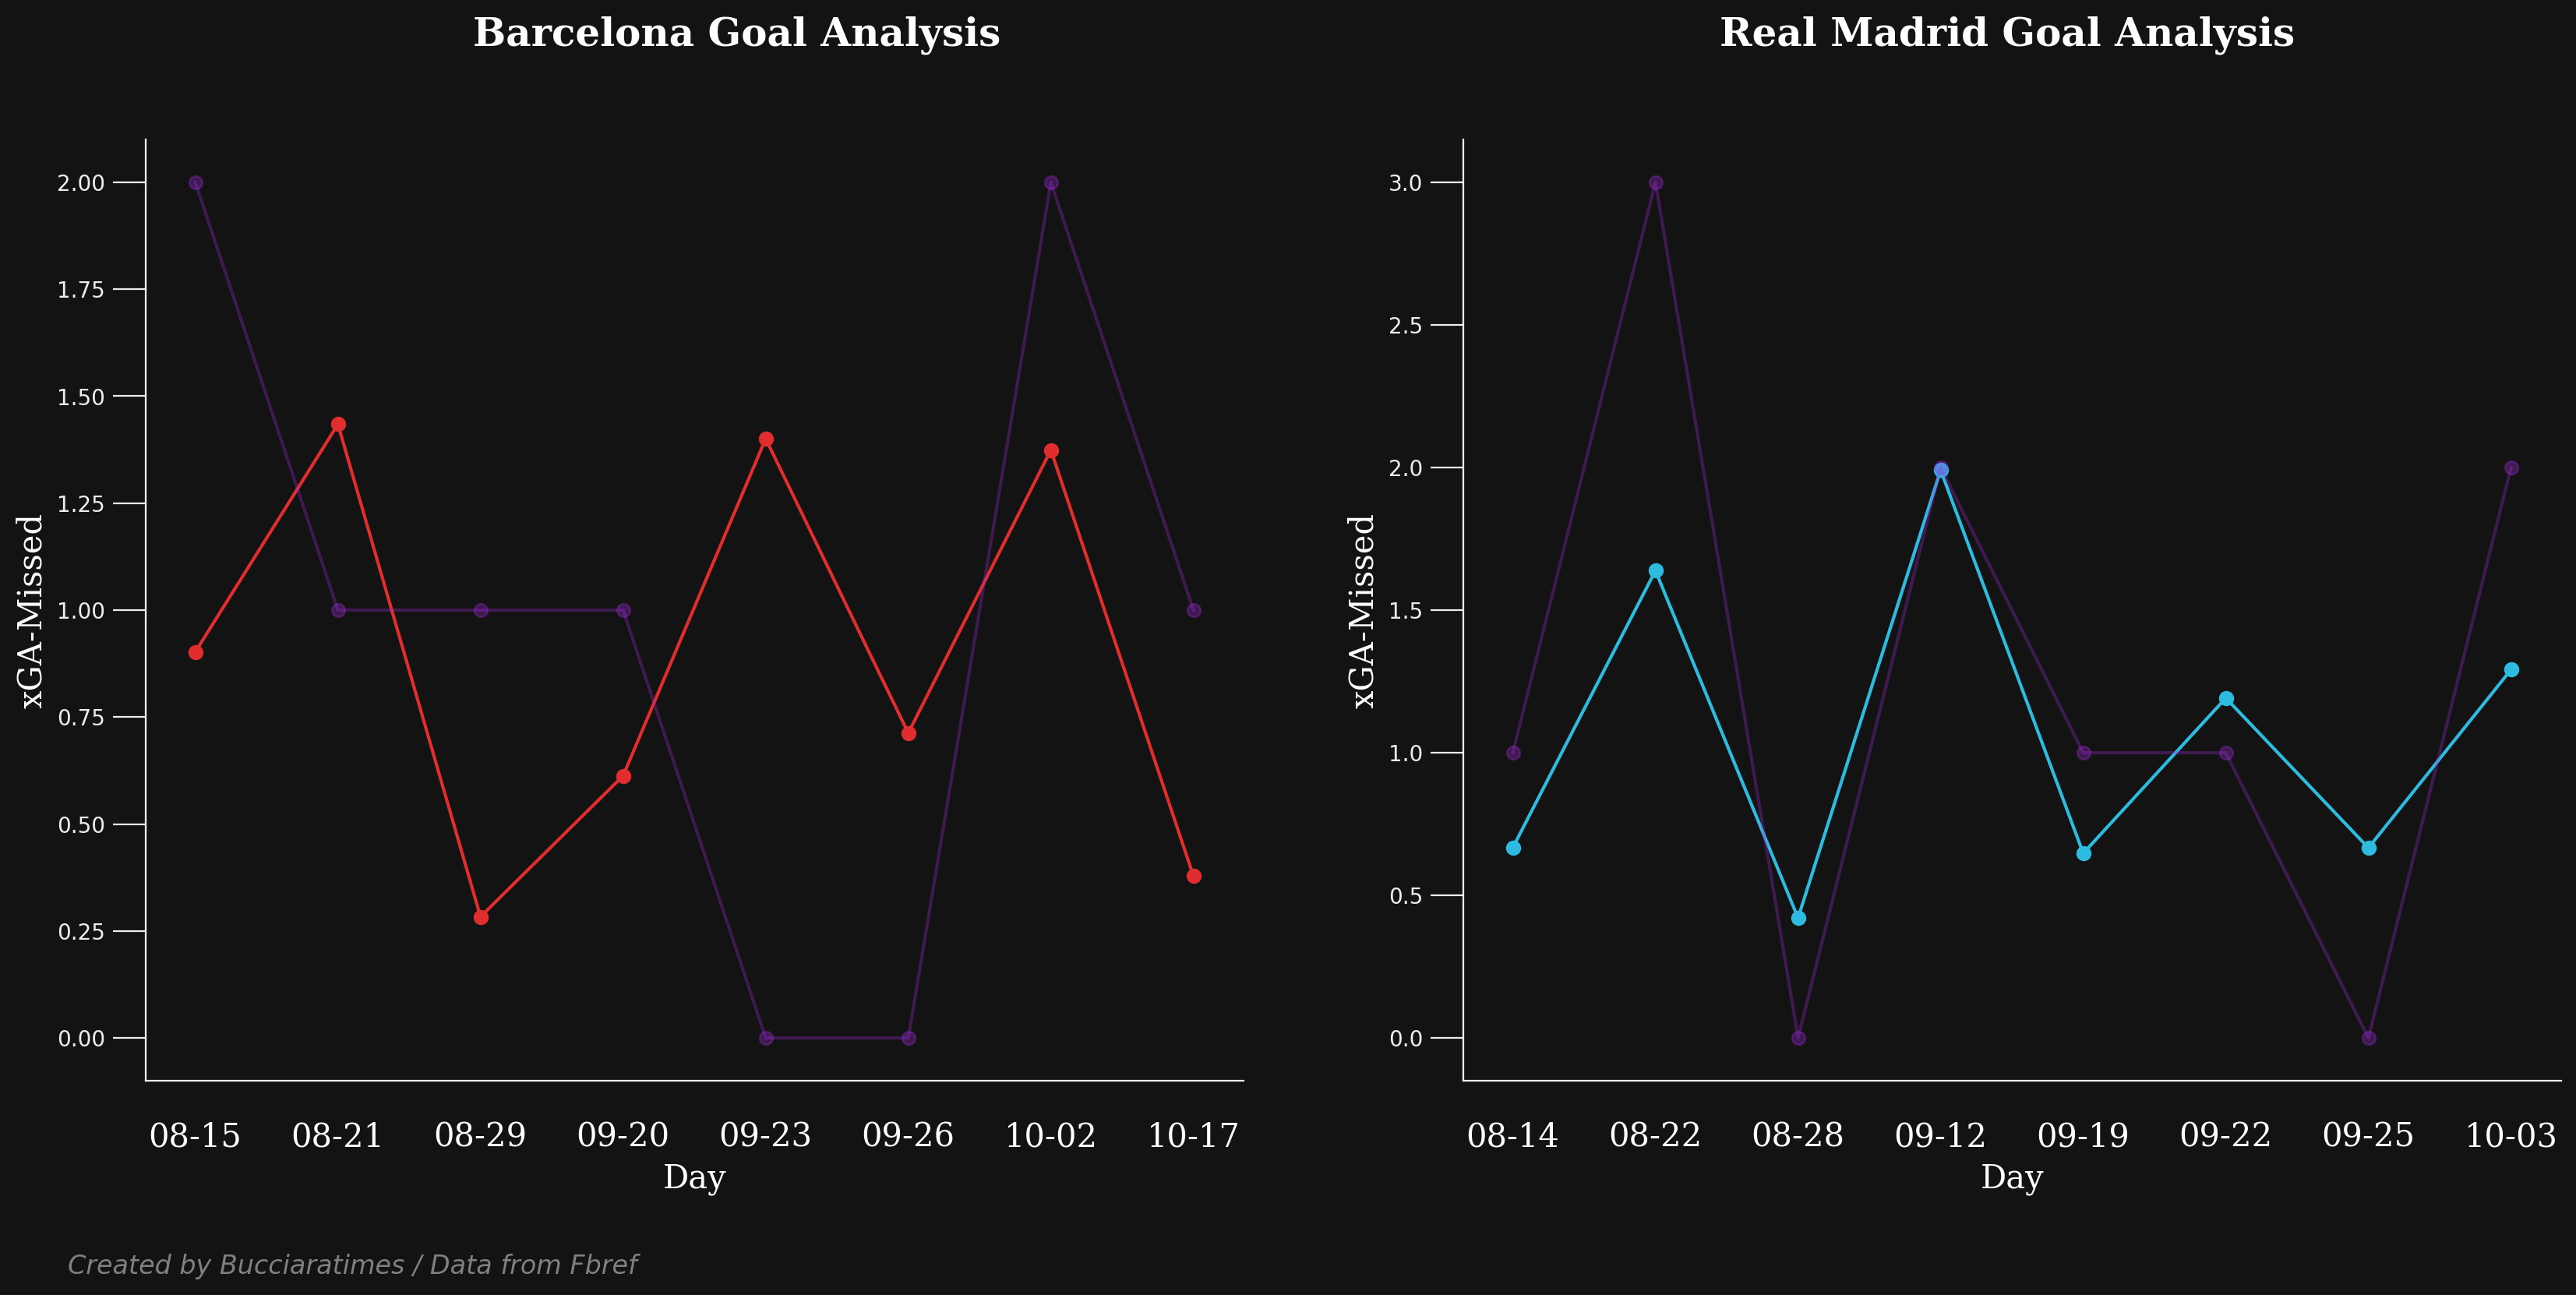 Barcelona Goal Analysis
xGA-Missed
2.00
1.75
1.50
1.25
1.00
0.75
0.50
0.25
0.00
08-15 08-21 08-29 09-20 09-23 09-26 10-02 10-17
Day
Real Madrid Goal Analysis
xGA-Missed
3.0
2.5
2.0
1.5
1.0
0.5
0.0
08-14 08-22 08-28 09-12 09-19 09-22 09-25 10-03
Day
Created by Bucciaratimes / Data from Fbref